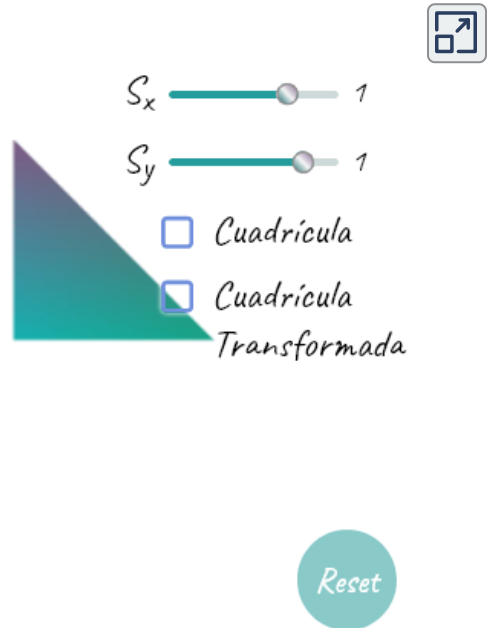 Sx 1
Sy 1
Cuadrícula
Cuadrícula
Transformada
Reset